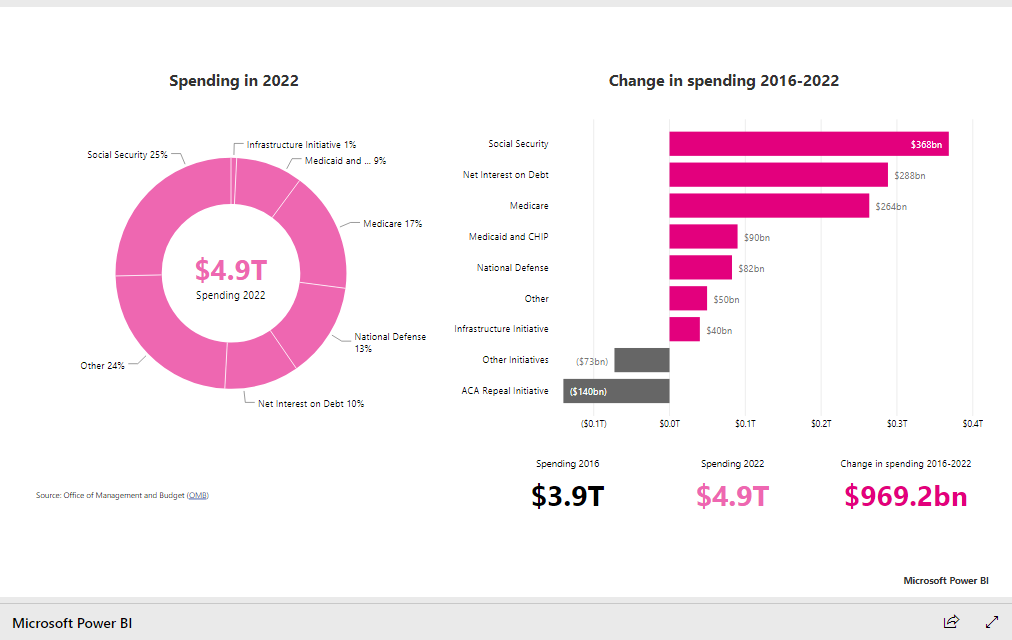 Spending in 2022
Social Security 25%
Infrastructure Initiative 1%
Medicaid and ... 9%
Medicare 17%
National Defense
13%
Net Interest on Debt 10%
Other 24%
$4.9T
Spending 2022
Source: Office of Management and Budget (OMB)
Change in spending 2016-2022
Social Security $368bn
Net Interest on Debt $288bn
Medicare $264bn
Medicaid and CHIP $90bn
National Defense $82bn
Other $50bn
Infrastructure Initiative $40bn
Other Initiatives ($73bn)
ACA Repeal Initiative ($140bn)
($0.1T) $0.0T $0.1T $0.2T $0.3T $0.4T
Spending 2016 Spending 2022 Change in spending 2016-2022
$3.9T $4.9T $969.2bn
Microsoft Power BI
Microsoft Power BI